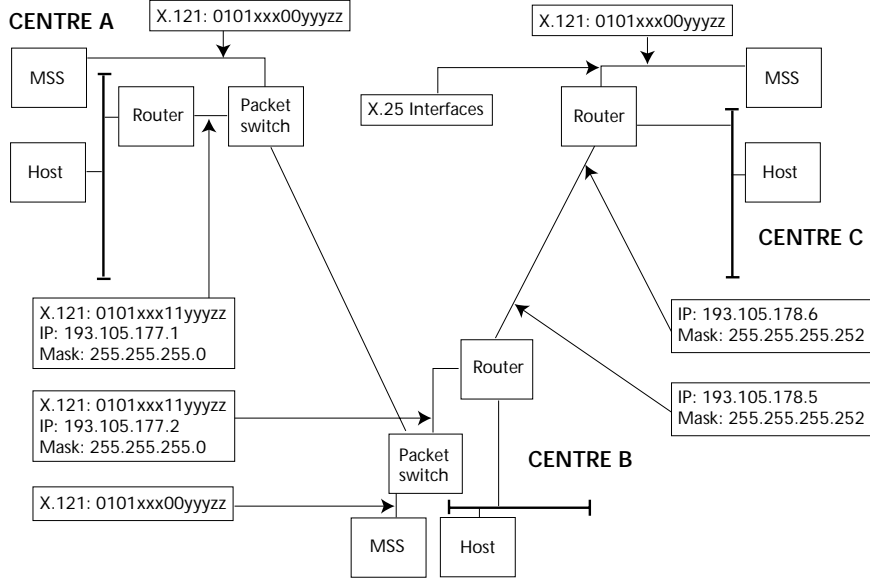 CENTRE A
X.121: 0101xxx00yyyzz
X.121: 0101xxx00yyyzz
MSS
Router
Packet
switch
Host
X.25 Interfaces
Router
MSS
Host
CENTRE C
X.121: 0101xxx11yyyzz
IP: 193.105.177.1
Mask: 255.255.255.0
IP: 193.105.178.6
Mask: 255.255.255.252
Router
X.121: 0101xxx11yyyzz
IP: 193.105.177.2
Mask: 255.255.255.0
IP: 193.105.178.5
Mask: 255.255.255.252
Packet
switch
CENTRE B
X.121: 0101xxx00yyyzz
MSS
Host